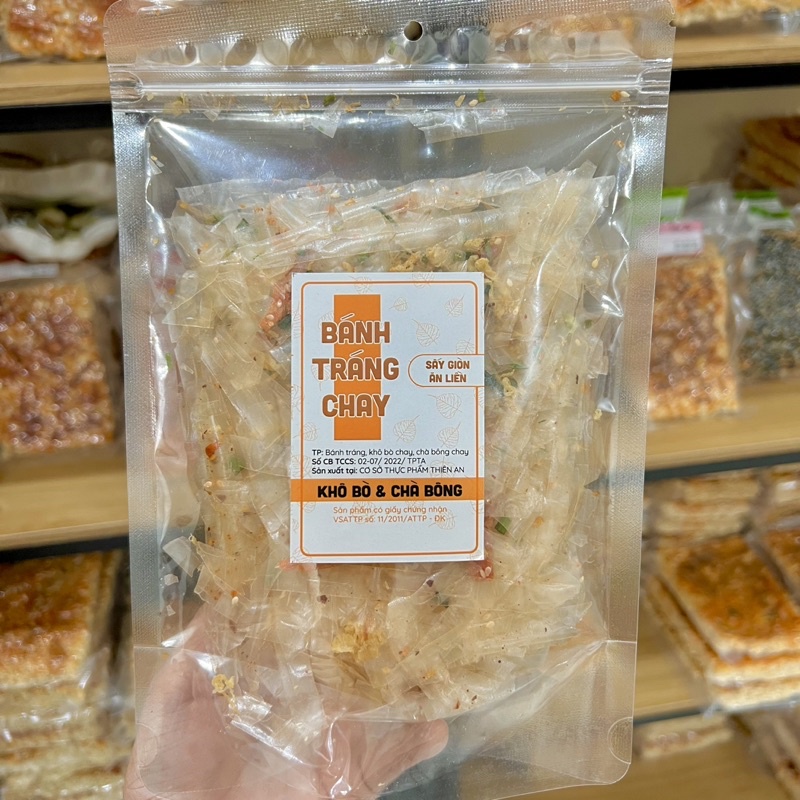 BÁNH
TRÁNG
CHAY
SẤY GIÒN
ĂN LIỀN
TP: Bánh tráng, khô bò chay, chà bông chay
Số CB TCCS: 02-07/ 2022/ TPTA
Sản xuất tại: CƠ SỞ THỰC PHẨM THIÊN AN
KHÔ BÒ & CHÀ BÔNG
Sản phẩm có giấy chứng nhận
VSATTP số: 11/2011/ATTP - ĐK